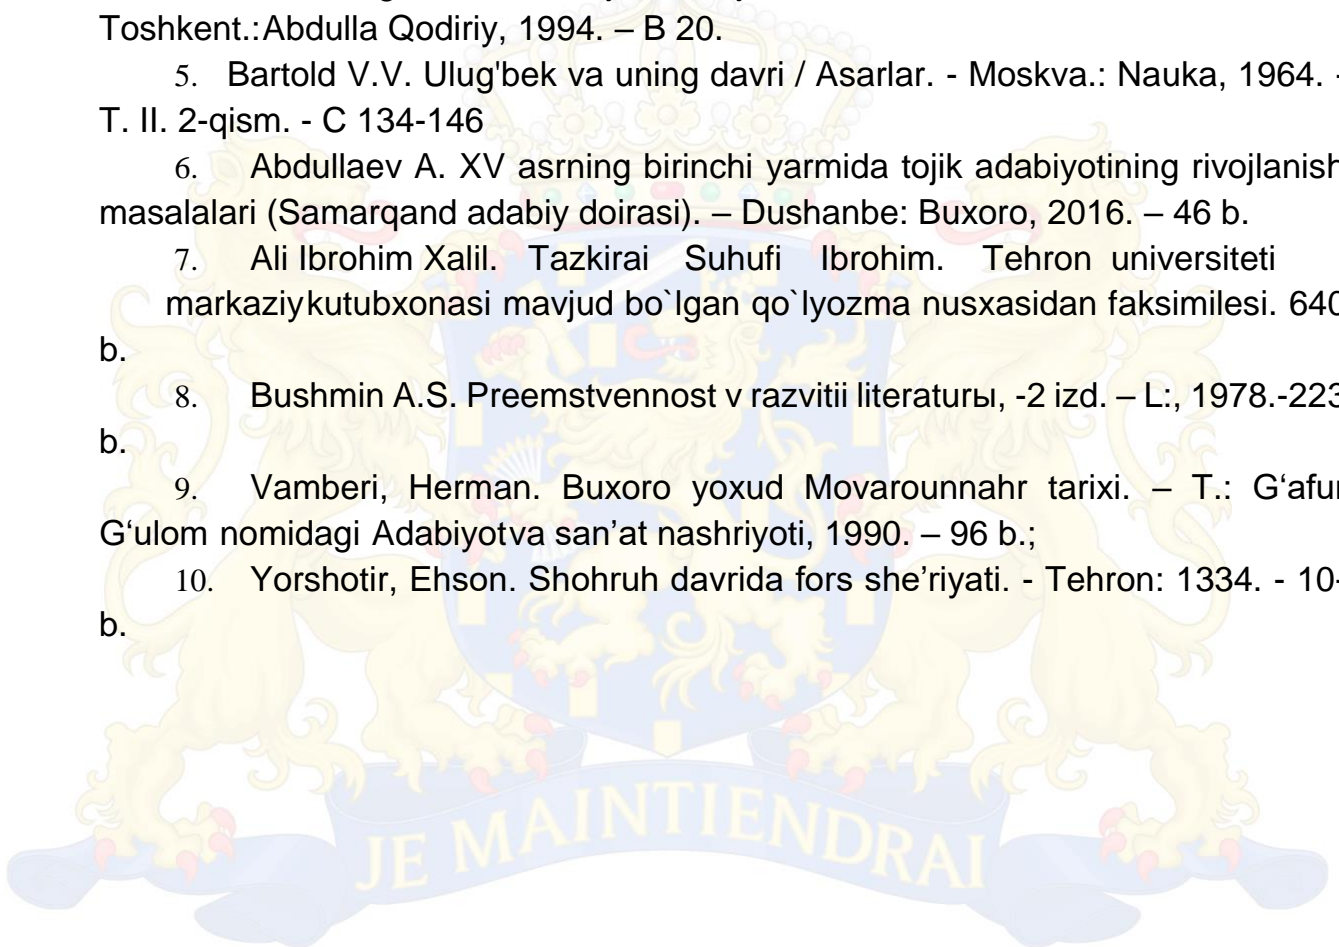 Toshkent.:Abdulla Qodiriy, 1994. – B 20.
5. Bartold V.V. Ulug'bek va uning davri / Asarlar. - Moskva.: Nauka, 1964. -
T. II. 2-qism. - C 134-146
6. Abdullaev A. XV asrning birinchi yarmida tojik adabiyotining rivojlanish
masalalari (Samarqand adabiy doirasi). – Dushanbe: Buxoro, 2016. – 46 b.
7. Ali Ibrohim Xalil. Tazkirai Suhufi Ibrohim. Tehron universiteti
markaziykutubxonasi mavjud bo`lgan qo`lyozma nusxasidan faksimilesi. 640
b.
8. Bushmin A.S. Preemstvennost v razvitii literaturы, -2 izd. – L:, 1978.-223
b.
9. Vamberi, Herman. Buxoro yoxud Movarounnahr tarixi. – T.: G‘afur
G‘ulom nomidagi Adabiyotva san’at nashriyoti, 1990. – 96 b.;
10. Yorshotir, Ehson. Shohruh davrida fors she’riyati. - Tehron: 1334. - 10-
b.
JE MAINTIENDRAI